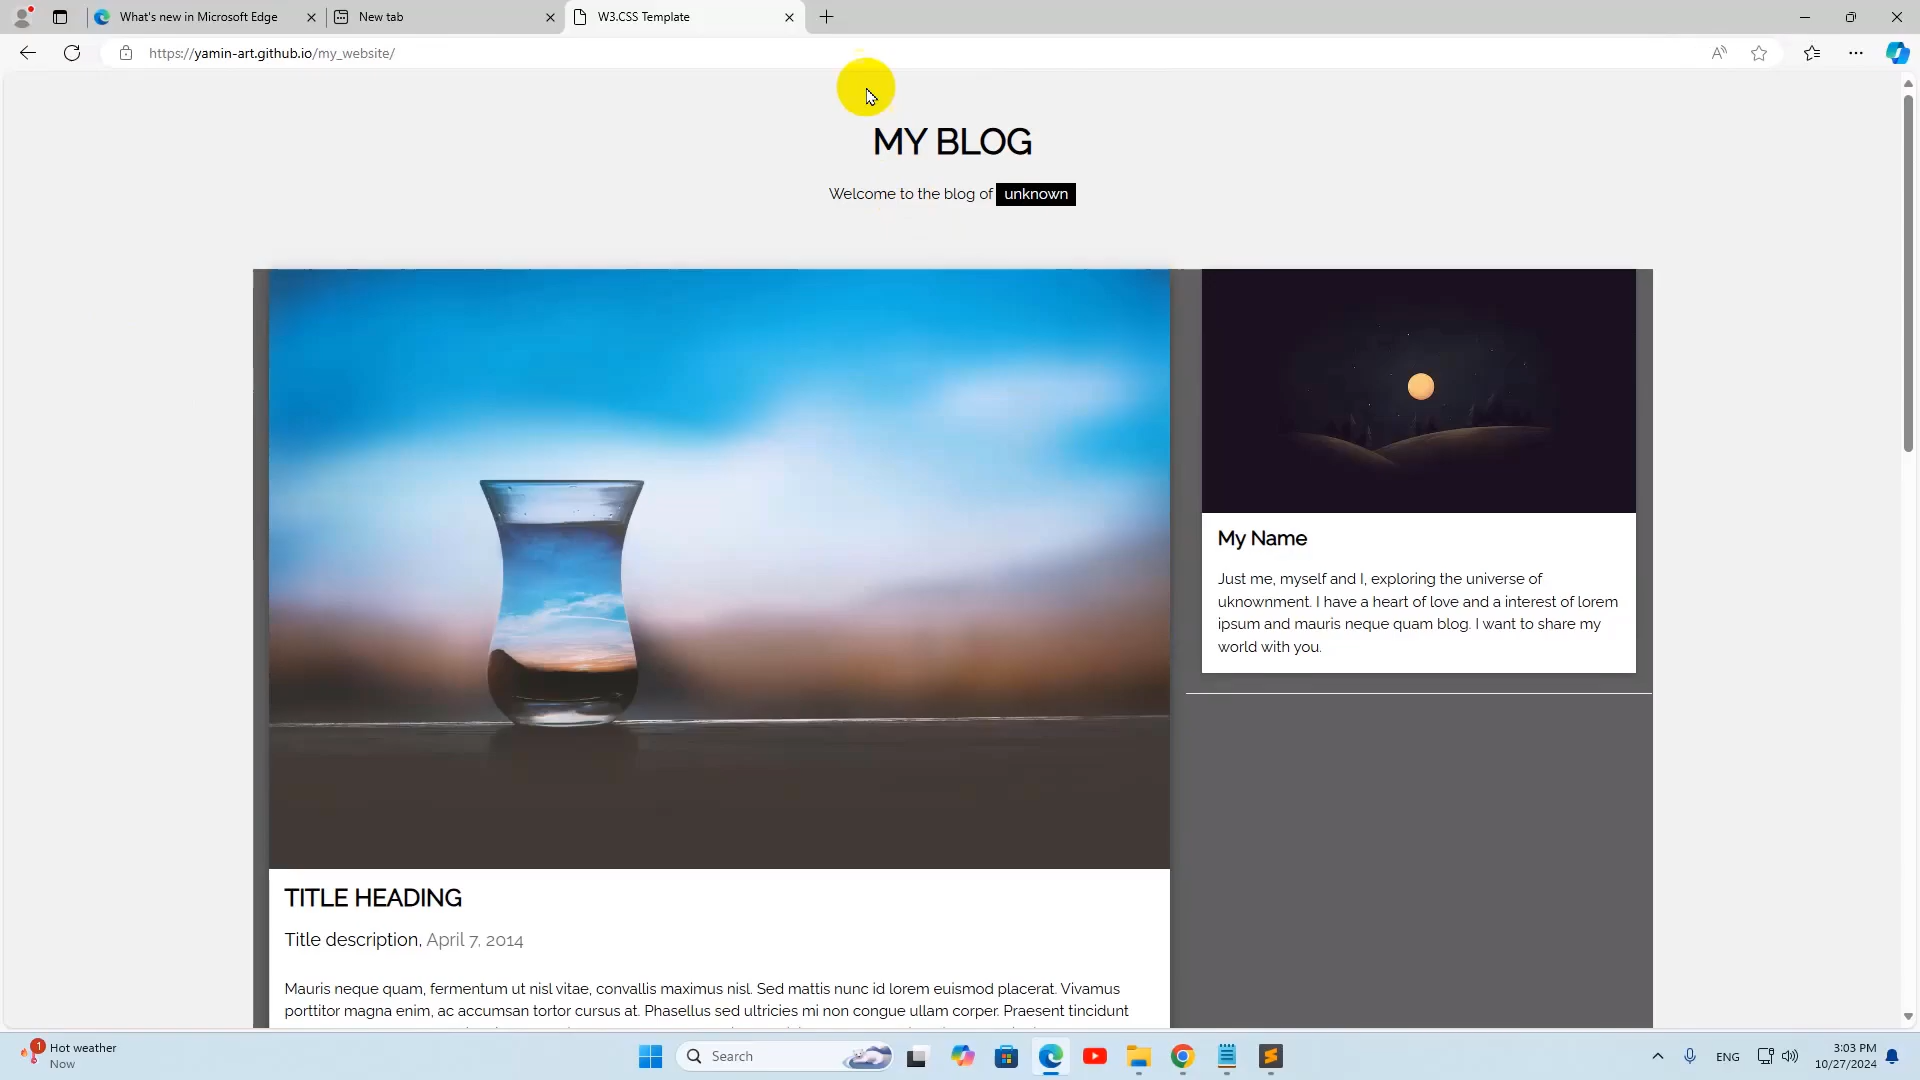 What's new in Microsoft Edge
New tab
W3.CSS Template
https://yamin-art.github.io/my_website/
MY BLOG
Welcome to the blog of unknown
My Name
Just me, myself and I, exploring the universe of
uknownment. I have a heart of love and a interest of lorem
ipsum and mauris neque quam blog. I want to share my
world with you.
TITLE HEADING
Title description, April 7, 2014
Mauris neque quam, fermentum ut nisl vitae, convallis maximus nisl. Sed mattis nunc id lorem euismod placerat. Vivamus
porttitor magna enim, ac accumsan tortor cursus at. Phasellus sed ultricies mi non congue ullam corper. Praesent tincidunt
1
Hot weather
Now
Search
ENG
3:03 PM
10/27/2024